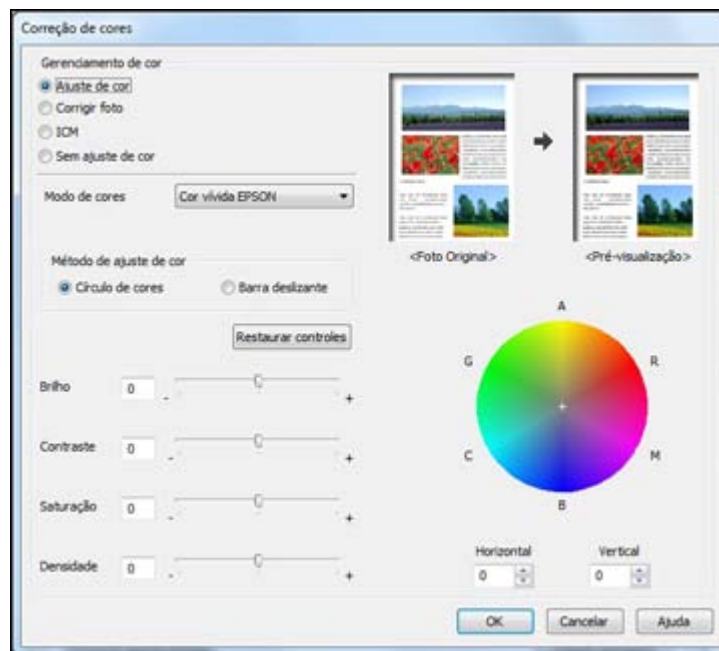 Correção de cores
Gerenciamento de cor
Ajuste de cor
Corrigir foto
ICM
Sem ajuste de cor
Modo de cores
Cor vívida EPSON
Método de ajuste de cor
Círculo de cores
Barra deslizante
Restaurar controles
Brilho
0
-
+
Contraste
0
-
+
Saturação
0
-
+
Densidade
0
-
+
<Foto Original>
<Pré-visualização>
A
G
R
C
M
B
Horizontal
Vertical
0
0
OK
Cancelar
Ajuda